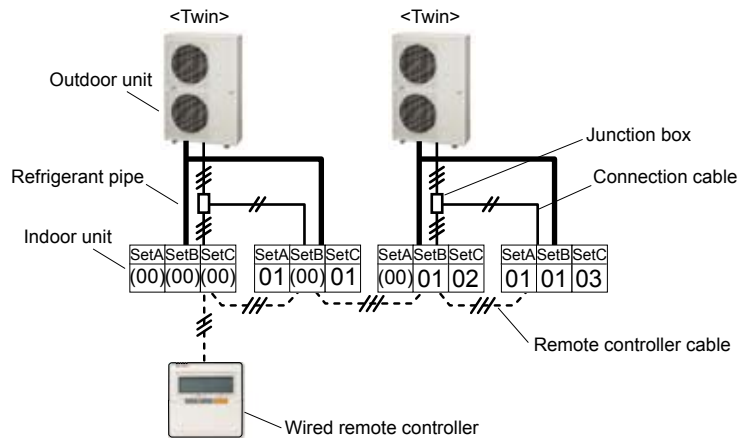 <Twin>
<Twin>
Outdoor unit
Junction box
Refrigerant pipe
Connection cable
Indoor unit
SetA SetB SetC
(00) (00) (00)
SetA SetB SetC
01 (00) 01
SetA SetB SetC
(00) 01 02
SetA SetB SetC
01 01 03
Remote controller cable
Wired remote controller